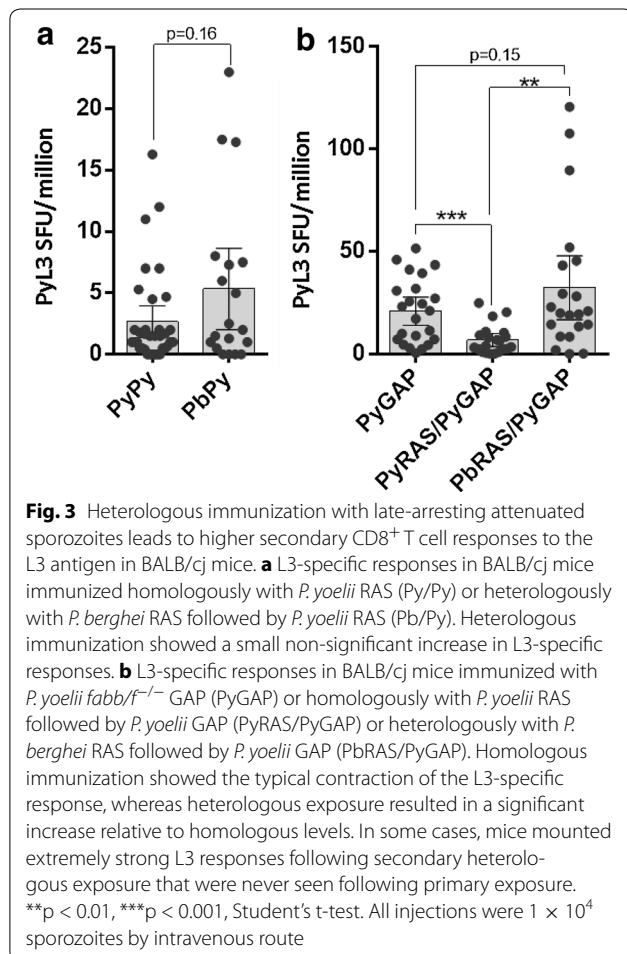 a
b
p=0.16
25
20
15
10
5
0
PyL3 SFU/million
PyPy
PbPy
p=0.15
**
***
150
100
50
0
PyL3 SFU/million
PyGAP
PyRAS/PyGAP
PbRAS/PyGAP
Fig. 3 Heterologous immunization with late-arresting attenuated
sporozoites leads to higher secondary CD8+ T cell responses to the
L3 antigen in BALB/cj mice. a L3-specific responses in BALB/cj mice
immunized homologously with P. yoelii RAS (Py/Py) or heterologously
with P. berghei RAS followed by P. yoelii RAS (Pb/Py). Heterologous
immunization showed a small non-significant increase in L3-specific
responses. b L3-specific responses in BALB/cj mice immunized with
P. yoelii fabb/f−/− GAP (PyGAP) or homologously with P. yoelii RAS
followed by P. yoelii GAP (PyRAS/PyGAP) or heterologously with P.
berghei RAS followed by P. yoelii GAP (PbRAS/PyGAP). Homologous
immunization showed the typical contraction of the L3-specific
response, whereas heterologous exposure resulted in a significant
increase relative to homologous levels. In some cases, mice mounted
extremely strong L3 responses following secondary heterolo-
gous exposure that were never seen following primary exposure.
**p < 0.01, ***p < 0.001, Student's t-test. All injections were 1 × 10⁴
sporozoites by intravenous route